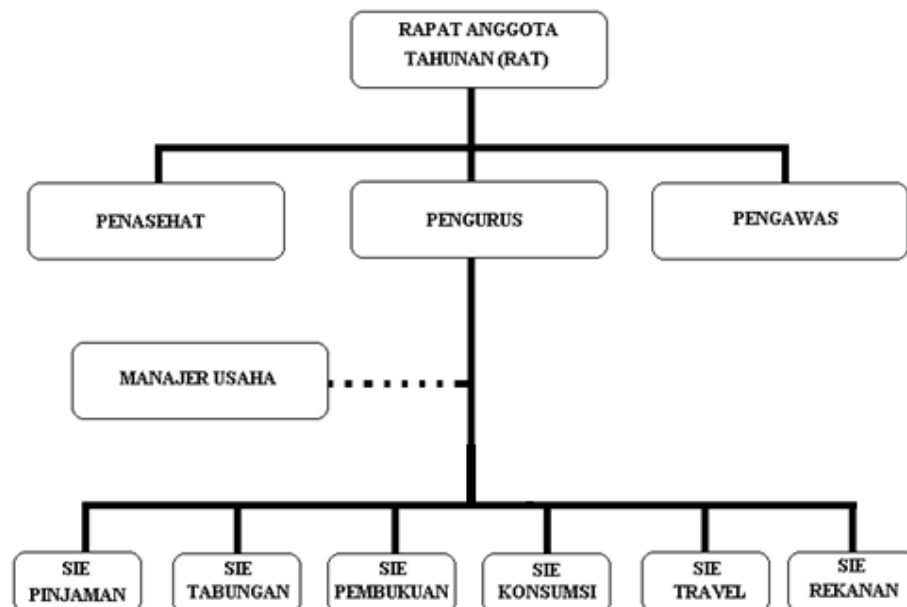 RAPAT ANGGOTA
TAHUNAN (RAT)
PENASEHAT
PENGURUS
PENGAWAS
MANAJER USAHA
SIE
PINJAMAN
SIE
TABUNGAN
SIE
PEMBUKUAN
SIE
KONSUMSI
SIE
TRAVEL
SIE
REKANAN